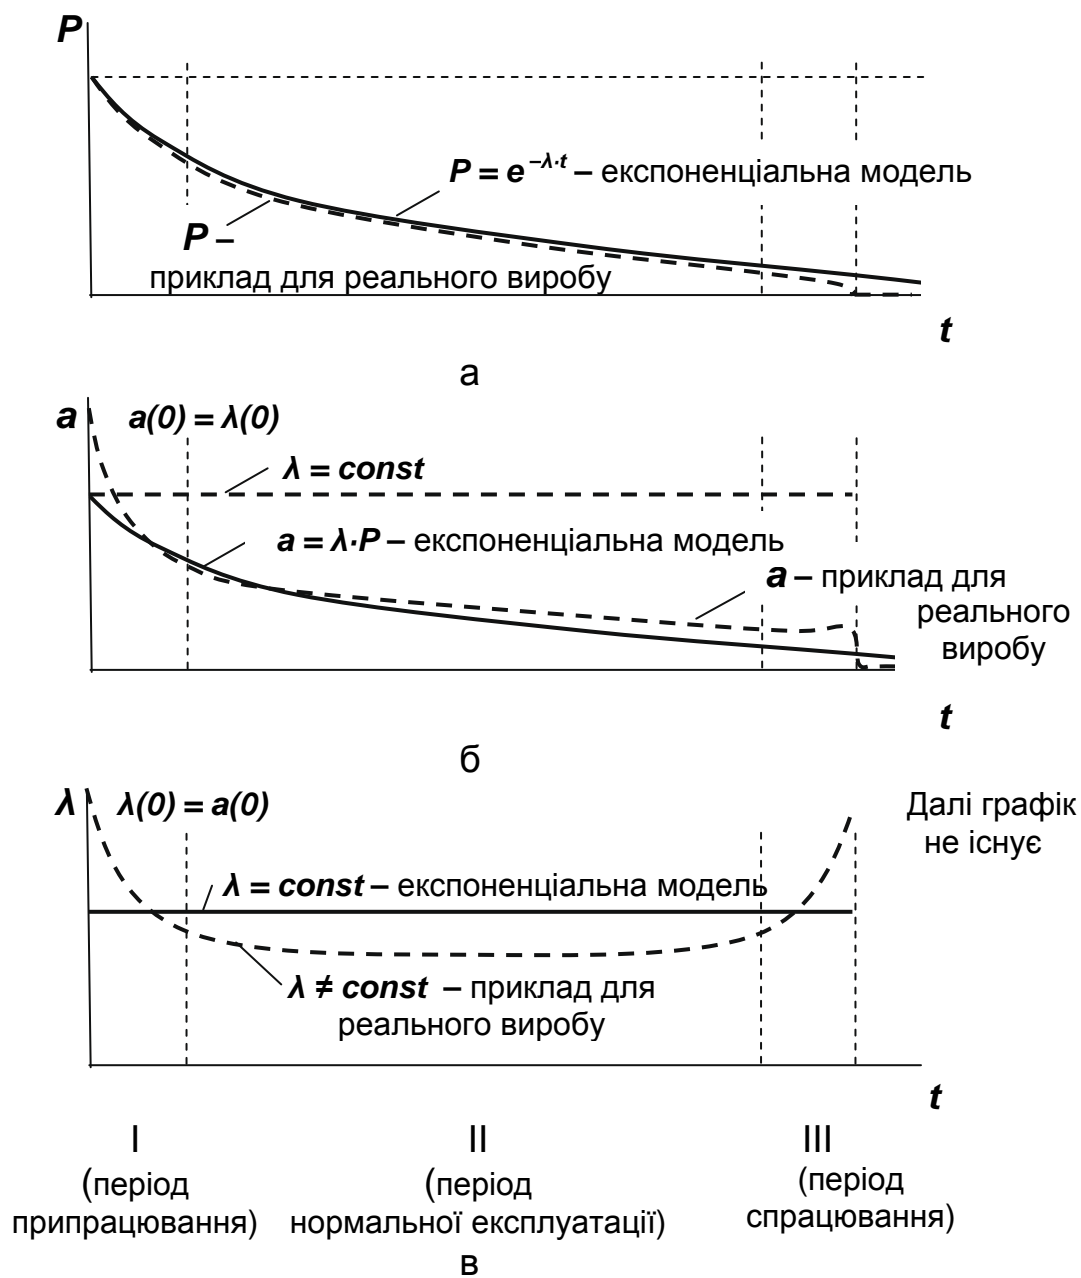 P
P = e^–λ·t – експоненціальна модель
P –
приклад для реального виробу
t
а
a
a(0) = λ(0)
λ = const
a = λ·P – експоненціальна модель
a – приклад для
реального
виробу
t
б
λ
λ(0) = a(0)
Далі графік
не існує
λ = const – експоненціальна модель
λ ≠ const – приклад для
реального виробу
t
I
II
III
(період
припрацювання)
(період
нормальної експлуатації)
(період
спрацювання)
в